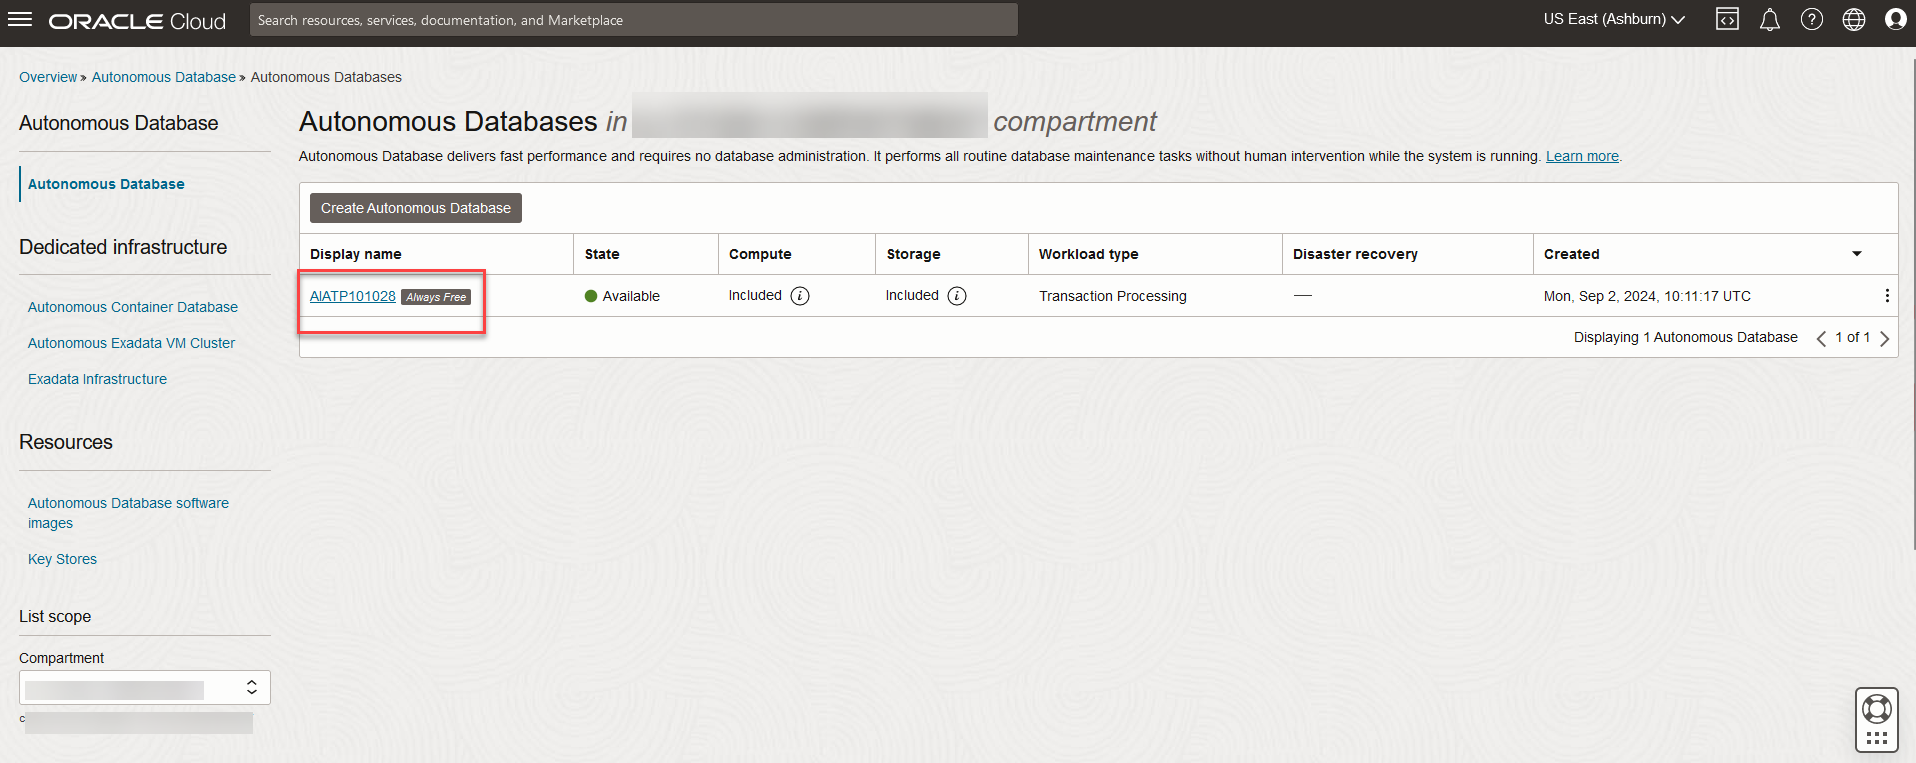 ORACLE Cloud
Search resources, services, documentation, and Marketplace
US East (Ashburn)
Overview » Autonomous Database » Autonomous Databases
Autonomous Database
Autonomous Database
Dedicated infrastructure
Autonomous Container Database
Autonomous Exadata VM Cluster
Exadata Infrastructure
Resources
Autonomous Database software
images
Key Stores
List scope
Compartment
c
Autonomous Databases in compartment
Autonomous Database delivers fast performance and requires no database administration. It performs all routine database maintenance tasks without human intervention while the system is running. Learn more.
Create Autonomous Database
Display name State Compute Storage Workload type Disaster recovery Created
AIATP101028 Always Free Available Included Included Transaction Processing — Mon, Sep 2, 2024, 10:11:17 UTC
Displaying 1 Autonomous Database 1 of 1